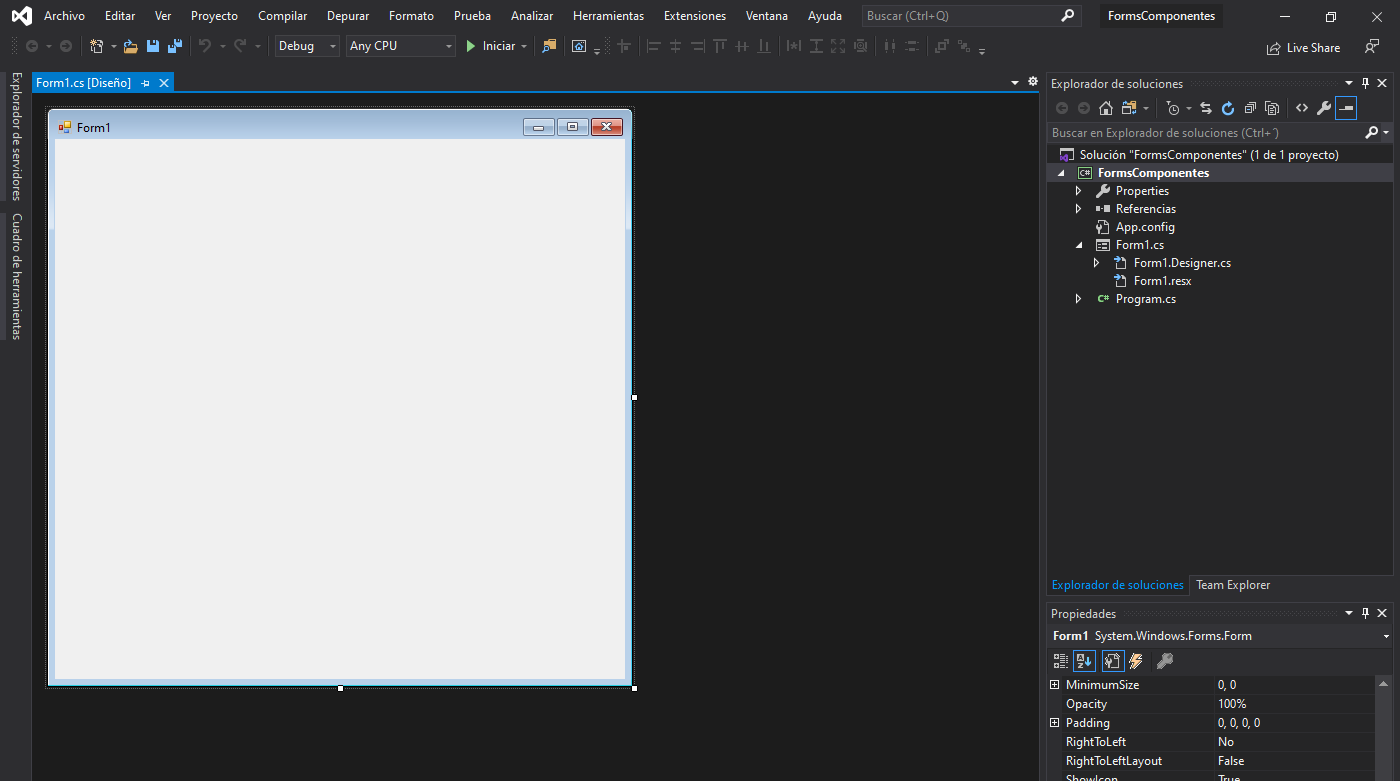 Archivo Editar Ver Proyecto Compilar Depurar Formato Prueba Analizar Herramientas Extensiones Ventana Ayuda Buscar (Ctrl+Q) FormsComponentes
Debug Any CPU Iniciar Live Share
Explorador de servidores
Cuadro de herramientas
Form1.cs [Diseño]
Form1
Explorador de soluciones
Buscar en Explorador de soluciones (Ctrl+´)
Solución "FormsComponentes" (1 de 1 proyecto)
C# FormsComponentes
Properties
Referencias
App.config
Form1.cs
Form1.Designer.cs
Form1.resx
C# Program.cs
Explorador de soluciones Team Explorer
Propiedades
Form1 System.Windows.Forms.Form
MinimumSize 0, 0
Opacity 100%
Padding 0, 0, 0, 0
RightToLeft No
RightToLeftLayout False
ShowIcon True